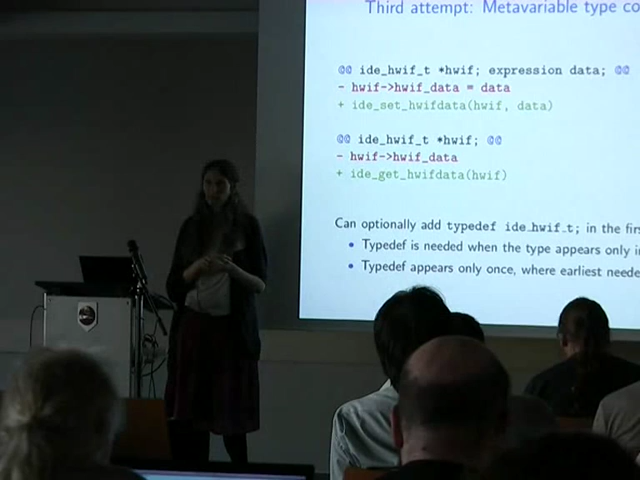 Third attempt: Metavariable type co
@@ ide_hwif_t *hwif; expression data; @@
- hwif->hwif_data = data
+ ide_set_hwifdata(hwif, data)
@@ ide_hwif_t *hwif; @@
- hwif->hwif_data
+ ide_get_hwifdata(hwif)
Can optionally add typedef ide_hwif_t; in the firs
• Typedef is needed when the type appears only i
• Typedef appears only once, where earliest neede